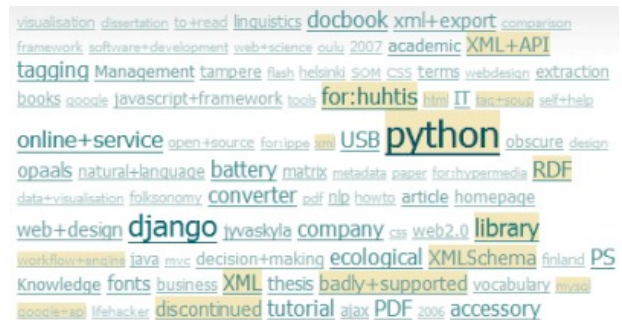 visualisation dissertation to+read linguistics docbook xml+export comparison
framework software+development web+science oulu 2007 academic XML+API
tagging Management tampere flash helsinki SOM CSS terms webdesign extraction
books google javascript+framework tools for:huhtis html IT tag+soup self+help
online+service open+source for:ippe xml USB python obscure design
opaals natural+language battery matrix metadata paper for:hypermedia RDF
data+visualisation folksonomy converter pdf nlp howto article homepage
web+design django jyvaskyla company css web2.0 library
workflow+engine java mvc decision+making ecological XMLSchema finland PS
Knowledge fonts business XML thesis badly+supported vocabulary mysql
google+api lifehacker discontinued tutorial ajax PDF 2006 accessory